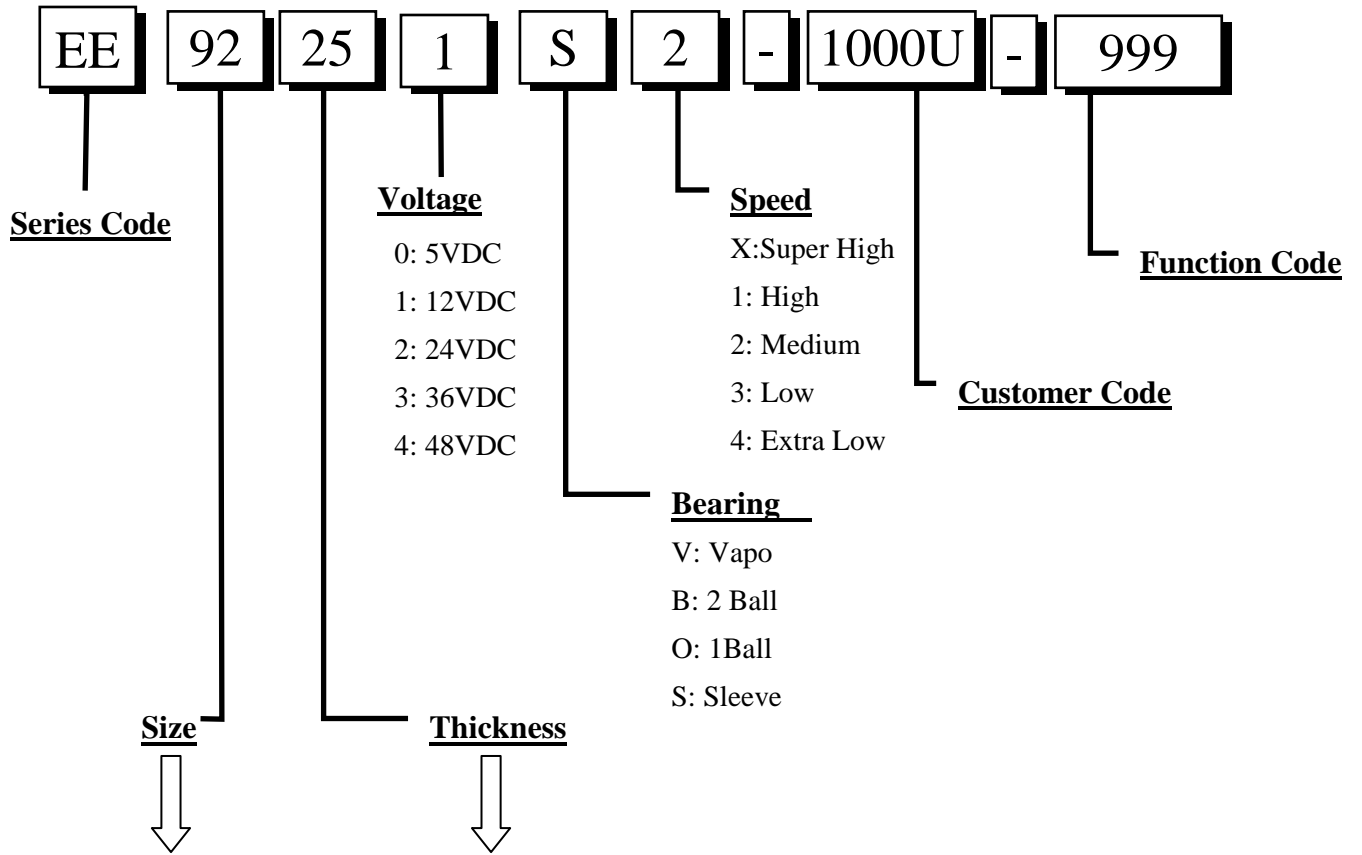 EE 92 25 1 S 2 - 1000U - 999
Series Code
Voltage
0: 5VDC
1: 12VDC
2: 24VDC
3: 36VDC
4: 48VDC
Speed
X:Super High
1: High
2: Medium
3: Low
4: Extra Low
Function Code
Customer Code
Bearing
V: Vapo
B: 2 Ball
O: 1Ball
S: Sleeve
Size
Thickness